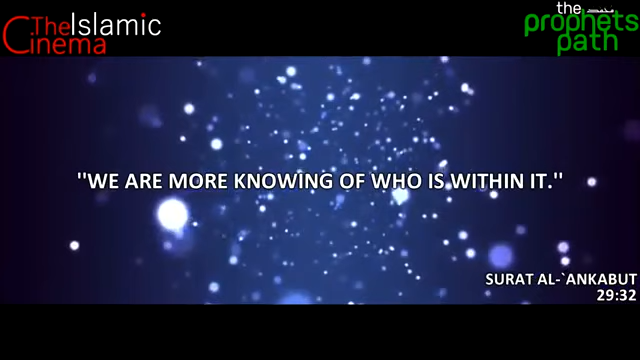 The Islamic
Cinema
the
prophets
path
"WE ARE MORE KNOWING OF WHO IS WITHIN IT."
SURAT AL-`ANKABUT
29:32